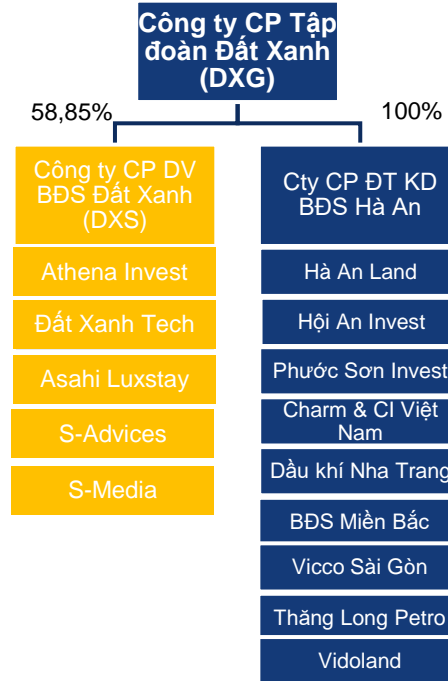 Công ty CP Tập
đoàn Đất Xanh
(DXG)
58,85%
100%
Công ty CP DV
BĐS Đất Xanh
(DXS)
Athena Invest
Đất Xanh Tech
Asahi Luxstay
S-Advices
S-Media
Cty CP ĐT KD
BĐS Hà An
Hà An Land
Hội An Invest
Phước Sơn Invest
Charm & CI Việt
Nam
Dầu khí Nha Trang
BĐS Miền Bắc
Vicco Sài Gòn
Thăng Long Petro
Vidoland